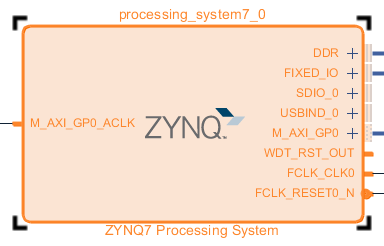 processing_system7_0
DDR
FIXED_IO
SDIO_0
USBIND_0
M_AXI_GP0_ACLK
ZYNQ
M_AXI_GP0
WDT_RST_OUT
FCLK_CLK0
FCLK_RESET0_N
ZYNQ7 Processing System